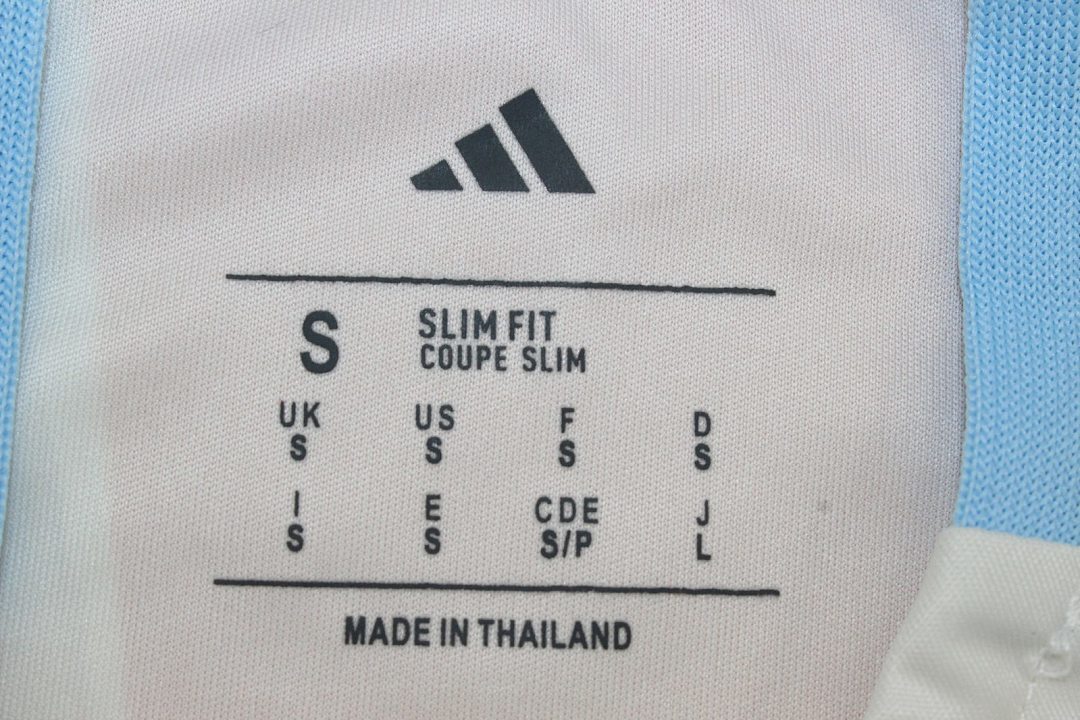 S SLIM FIT
COUPE SLIM
UK US F D
S S S S
I E CDE J
S S S/P L
MADE IN THAILAND